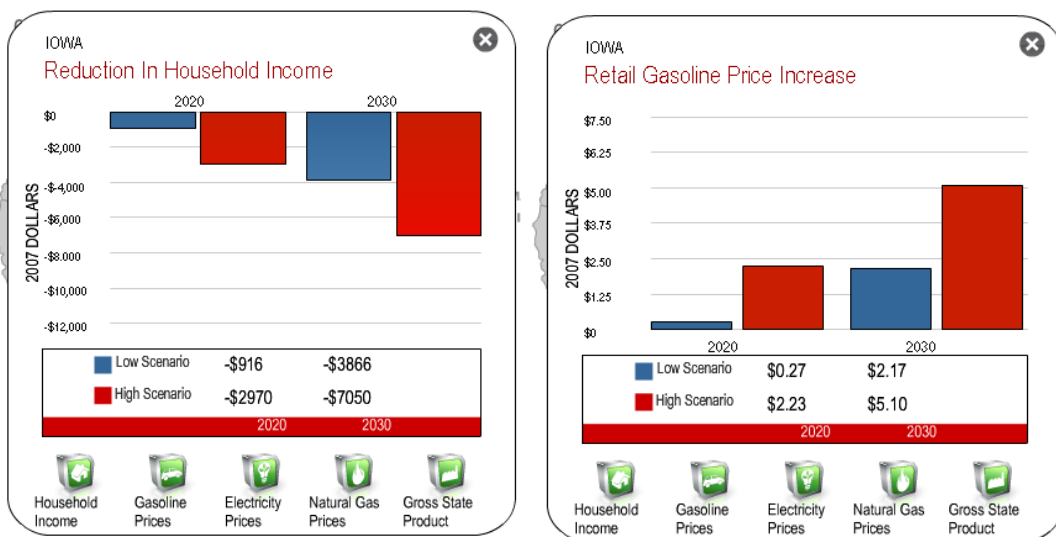 IOWA
Reduction In Household Income
2020 2030
$0
-$2,000
-$-4,000
-$6,000
-$8.000
-$10,000
-$12,000
2007 DOLLARS
Low Scenario -$916 -$3866
High Scenario -$2970 -$7050
2020 2030
Household Income
Gasoline Prices
Electricity Prices
Natural Gas Prices
Gross State Product
IOWA
Retail Gasoline Price Increase
$7.50
$6.25
$5.00
$3.75
$2.50
$1.25
$0
2007 DOLLARS
2020 2030
Low Scenario $0.27 $2.17
High Scenario $2.23 $5.10
2020 2030
Household Income
Gasoline Prices
Electricity Prices
Natural Gas Prices
Gross State Product